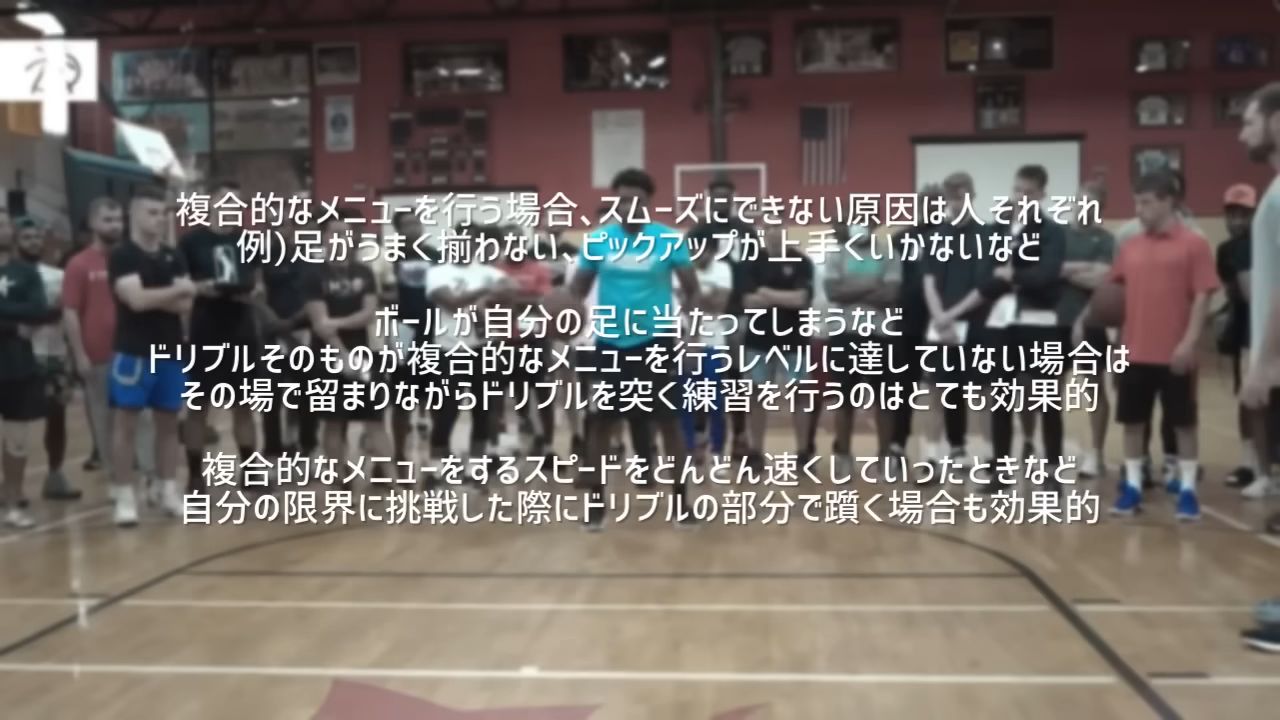 複合的なメニューを行う場合、スムーズにできない原因は人それぞれ
例)足がうまく揃わない、ピックアップが上手くいかないなど
ボールが自分の足に当たってしまうなど
ドリブルそのものが複合的なメニューを行うレベルに達していない場合は
その場で留まりながらドリブルを突く練習を行うのはとても効果的
複合的なメニューをするスピードをどんどん速くしていったときなど
自分の限界に挑戦した際にドリブルの部分で躓く場合も効果的